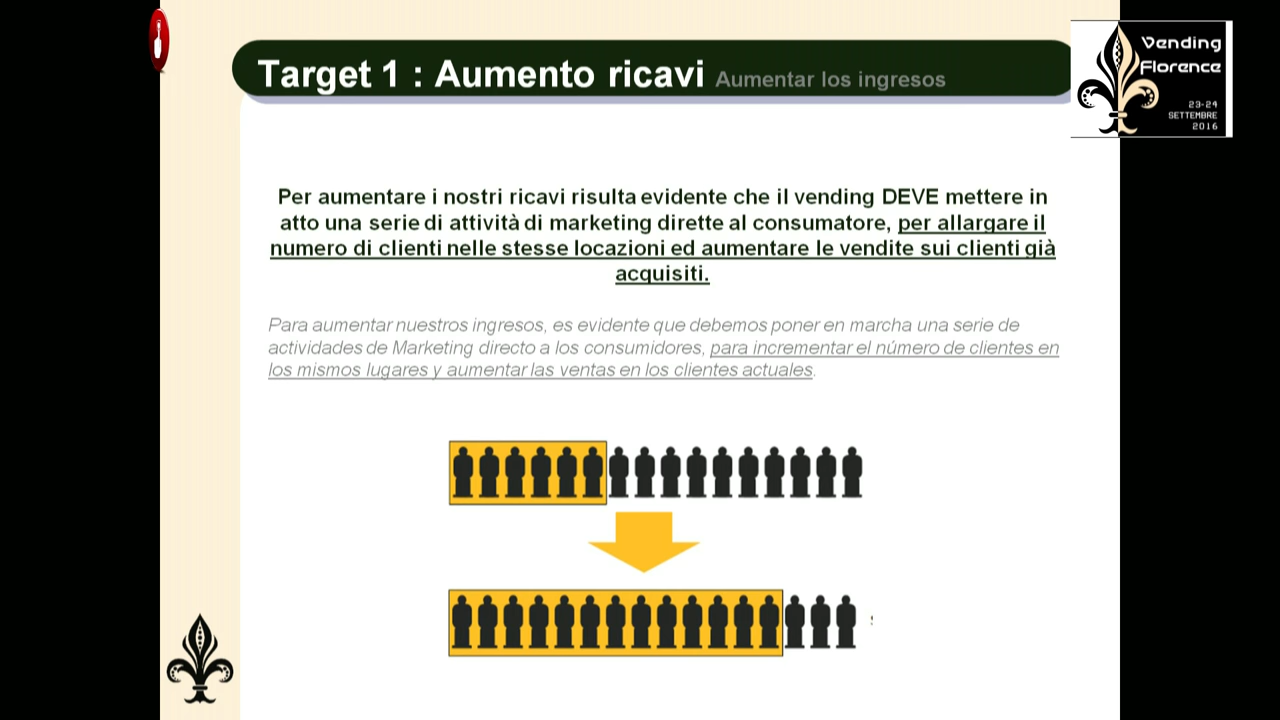 Target 1 : Aumento ricavi Aumentar los ingresos
Vending
Florence
23-24
SETTEMBRE
2016
Per aumentare i nostri ricavi risulta evidente che il vending DEVE mettere in
atto una serie di attività di marketing dirette al consumatore, per allargare il
numero di clienti nelle stesse locazioni ed aumentare le vendite sui clienti già
acquisiti.
Para aumentar nuestros ingresos, es evidente que debemos poner en marcha una serie de
actividades de Marketing directo a los consumidores, para incrementar el número de clientes en
los mismos lugares y aumentar las ventas en los clientes actuales.